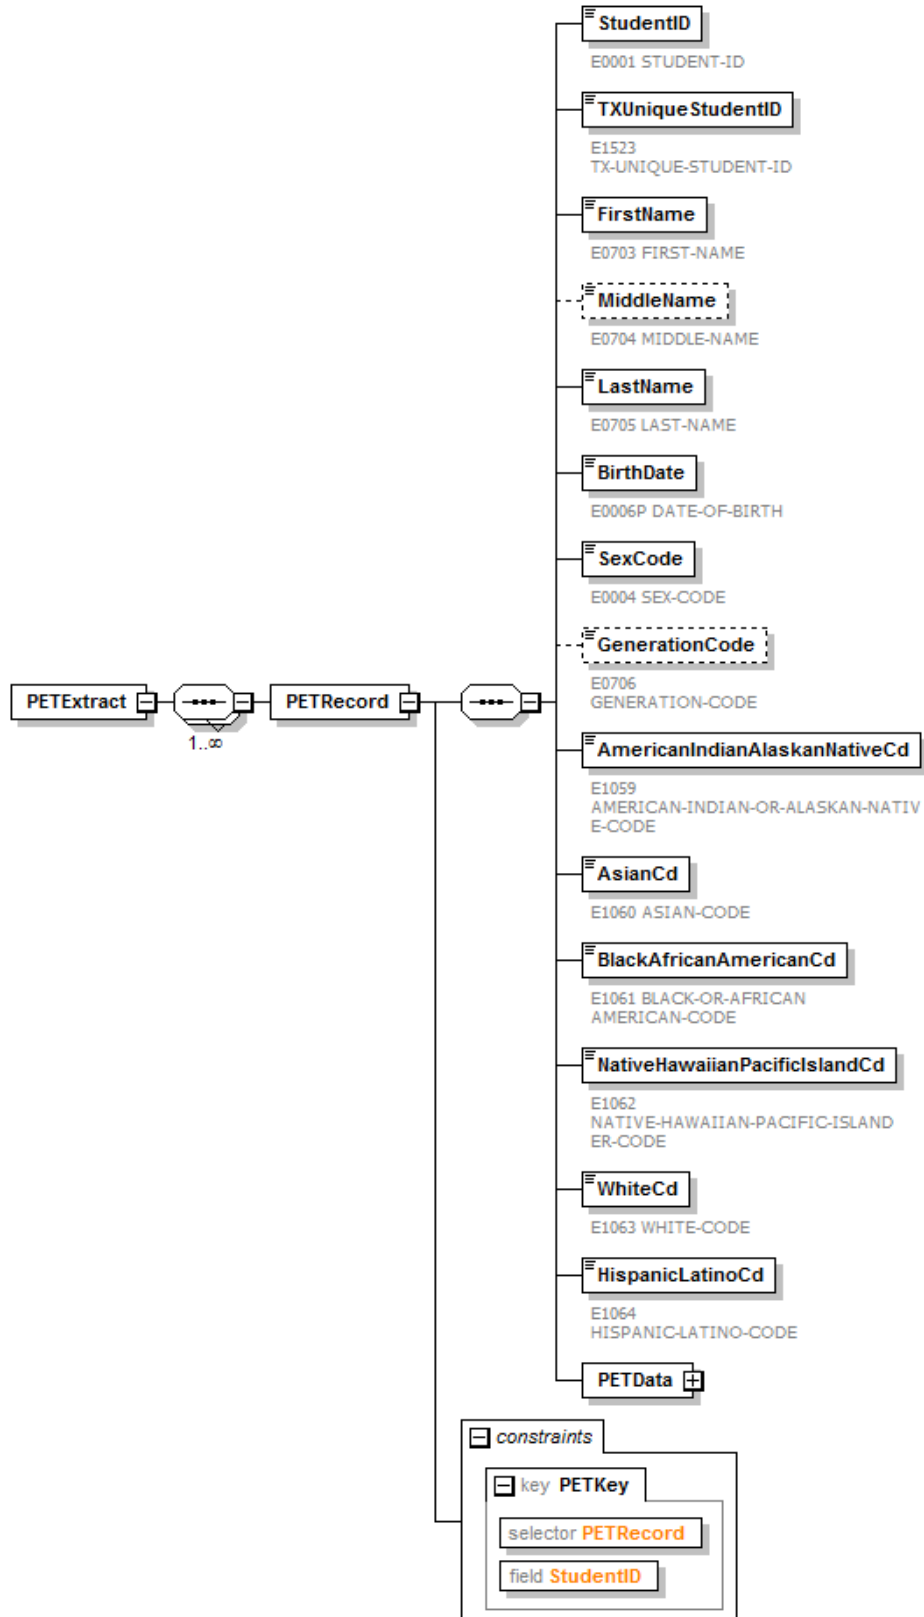 StudentID
E0001 STUDENT-ID
TXUniqueStudentID
E1523
TX-UNIQUE-STUDENT-ID
FirstName
E0703 FIRST-NAME
MiddleName
E0704 MIDDLE-NAME
LastName
E0705 LAST-NAME
BirthDate
E0006P DATE-OF-BIRTH
SexCode
E0004 SEX-CODE
GenerationCode
E0706
GENERATION-CODE
PETExtract
1..∞
PETRecord
AmericanIndianAlaskanNativeCd
E1059
AMERICAN-INDIAN-OR-ALASKAN-NATIV
E-CODE
AsianCd
E1060 ASIAN-CODE
BlackAfricanAmericanCd
E1061 BLACK-OR-AFRICAN
AMERICAN-CODE
NativeHawaiianPacificIslandCd
E1062
NATIVE-HAWAIIAN-PACIFIC-ISLAND
ER-CODE
WhiteCd
E1063 WHITE-CODE
HispanicLatinoCd
E1064
HISPANIC-LATINO-CODE
PETData
constraints
key PETKey
selector PETRecord
field StudentID